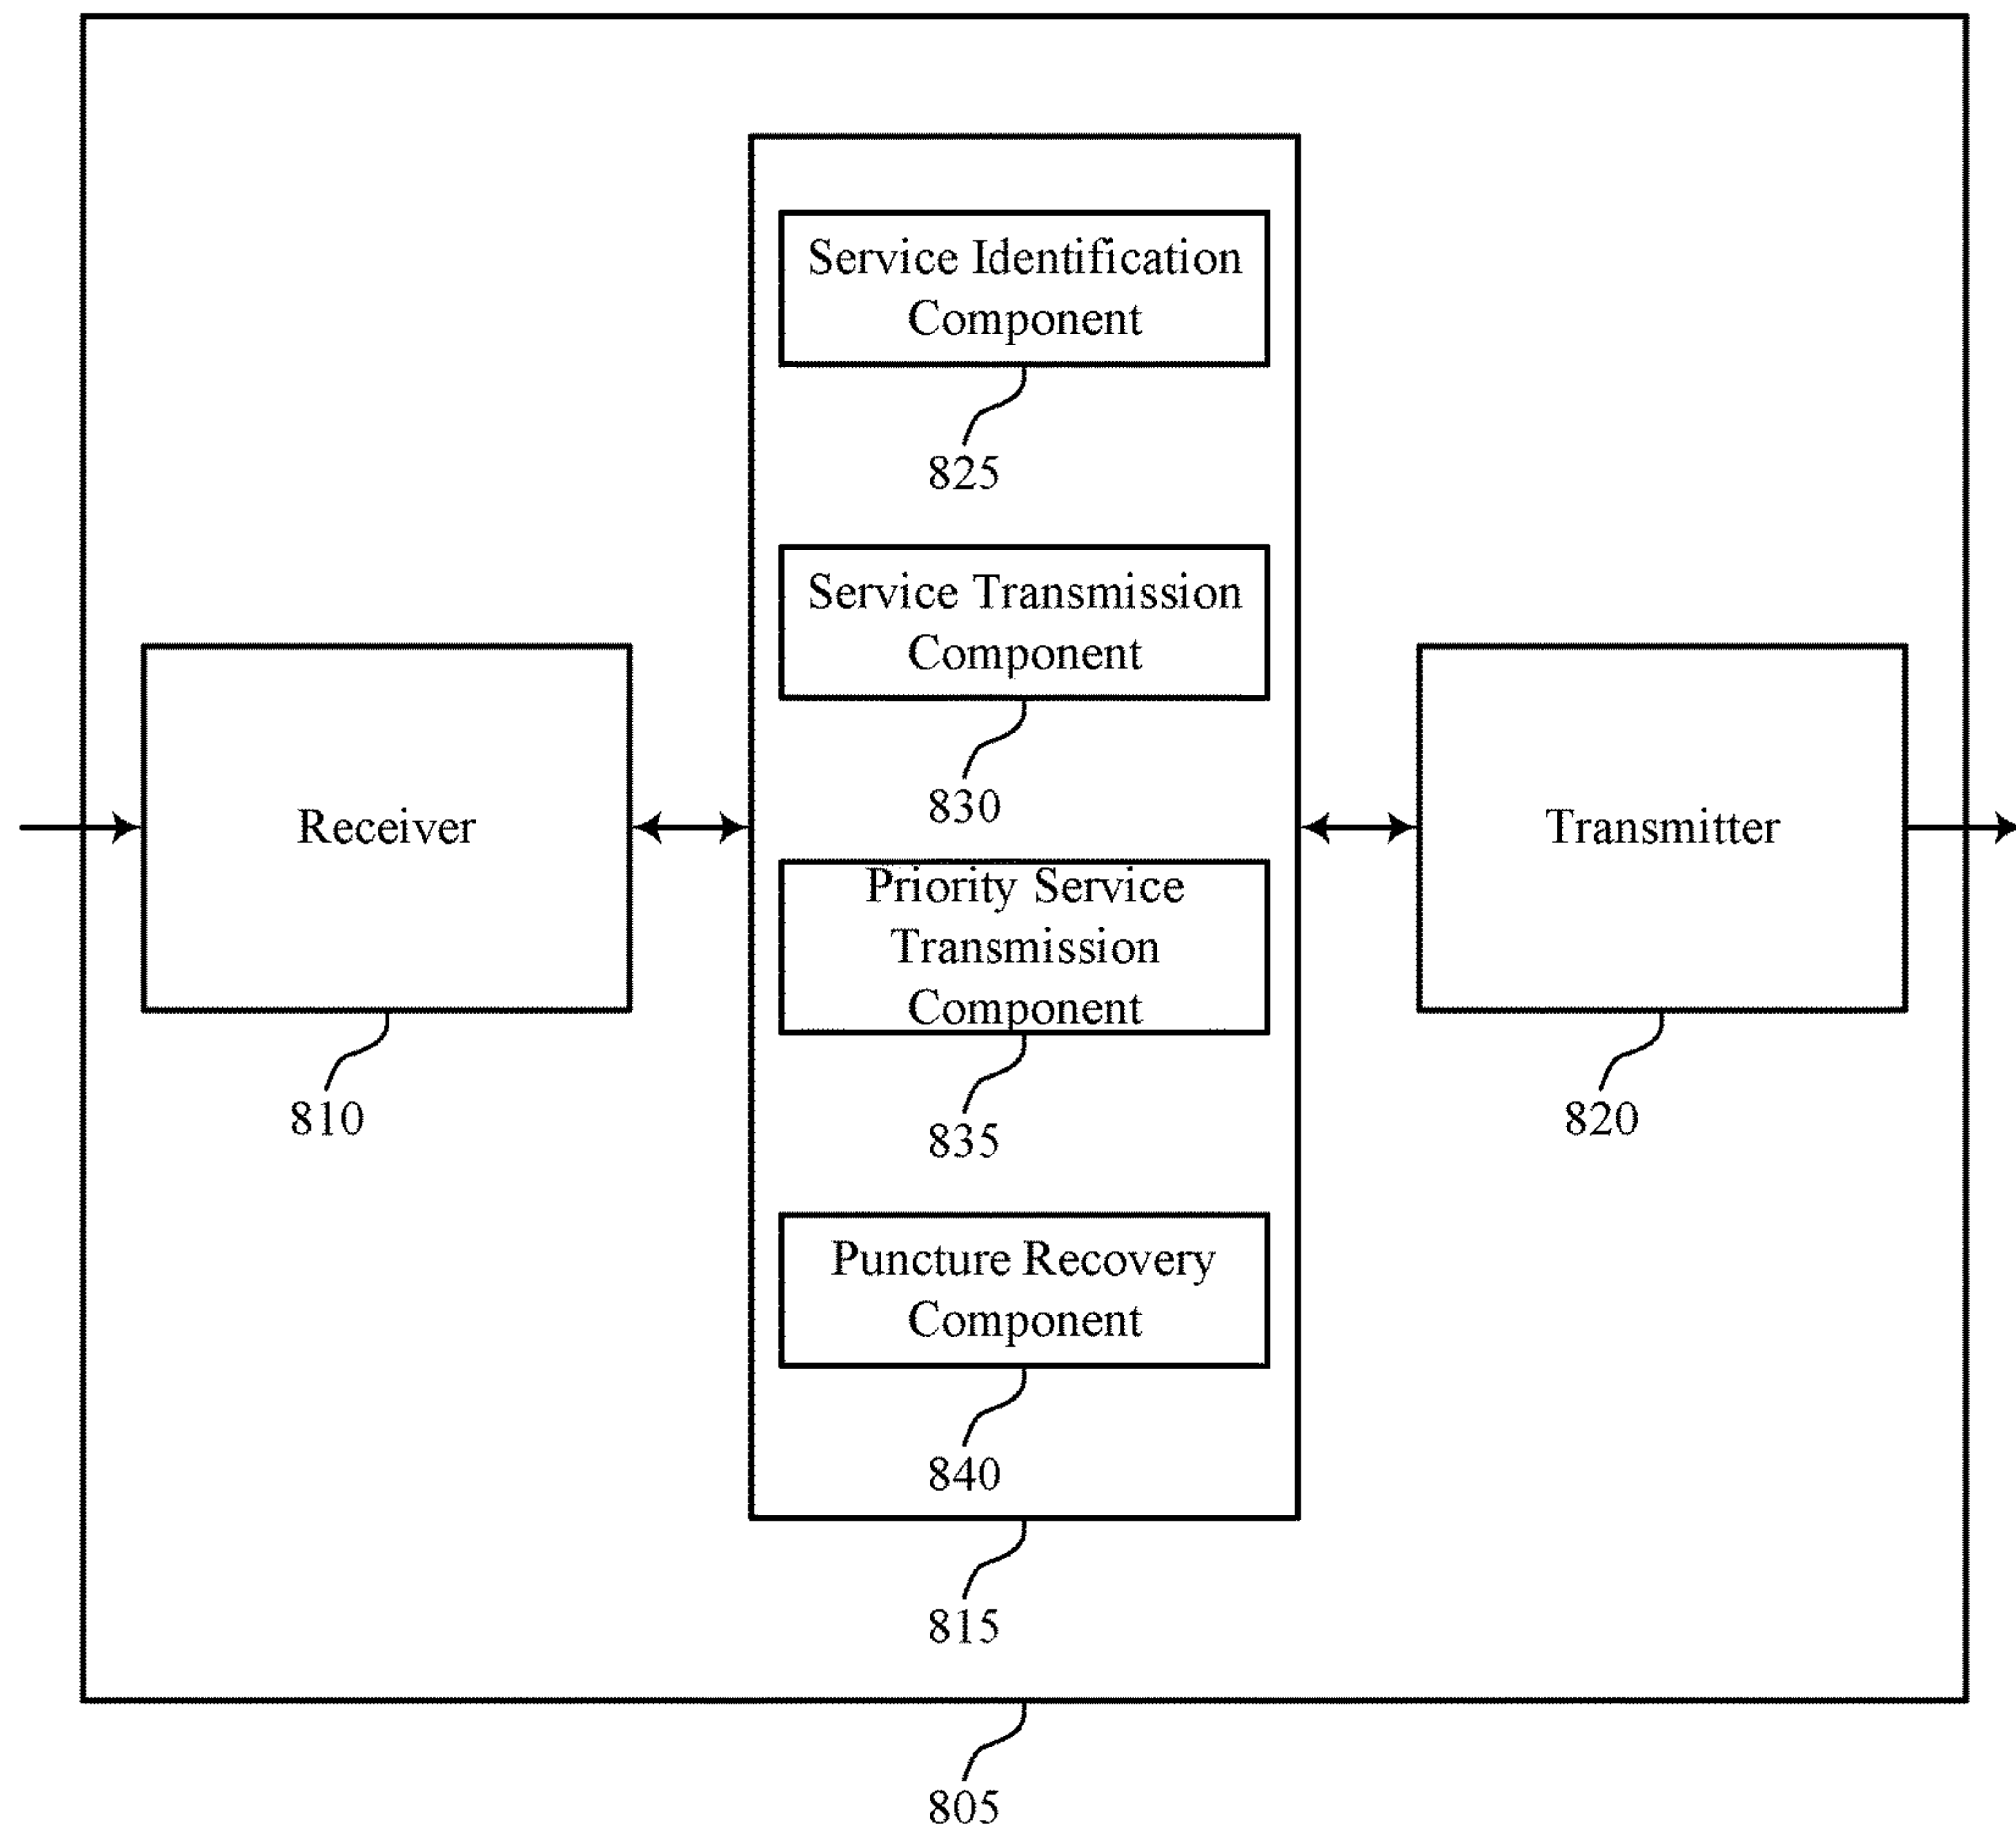 Service Identification
Component
825
Service Transmission
Component
830
Receiver
810
Priority Service
Transmission
Component
835
Transmitter
820
Puncture Recovery
Component
840
815
805